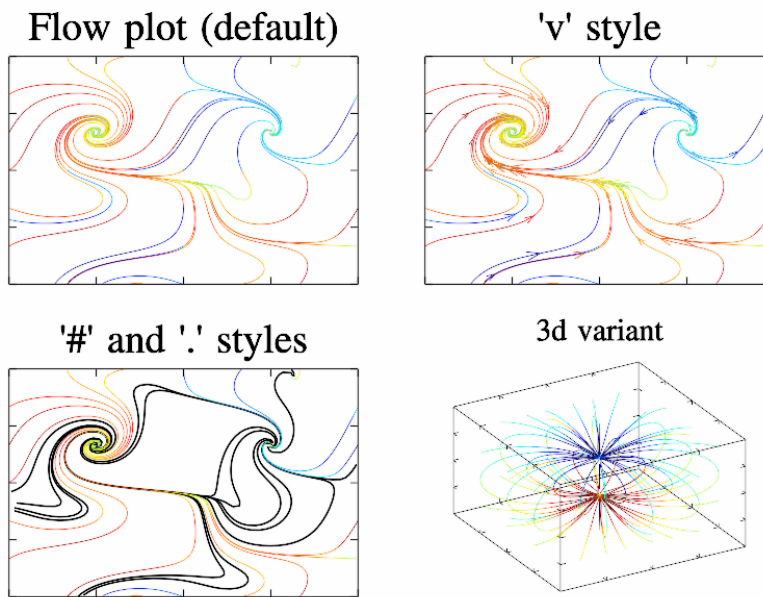 Flow plot (default)
'v' style
'#' and '.' styles
3d variant